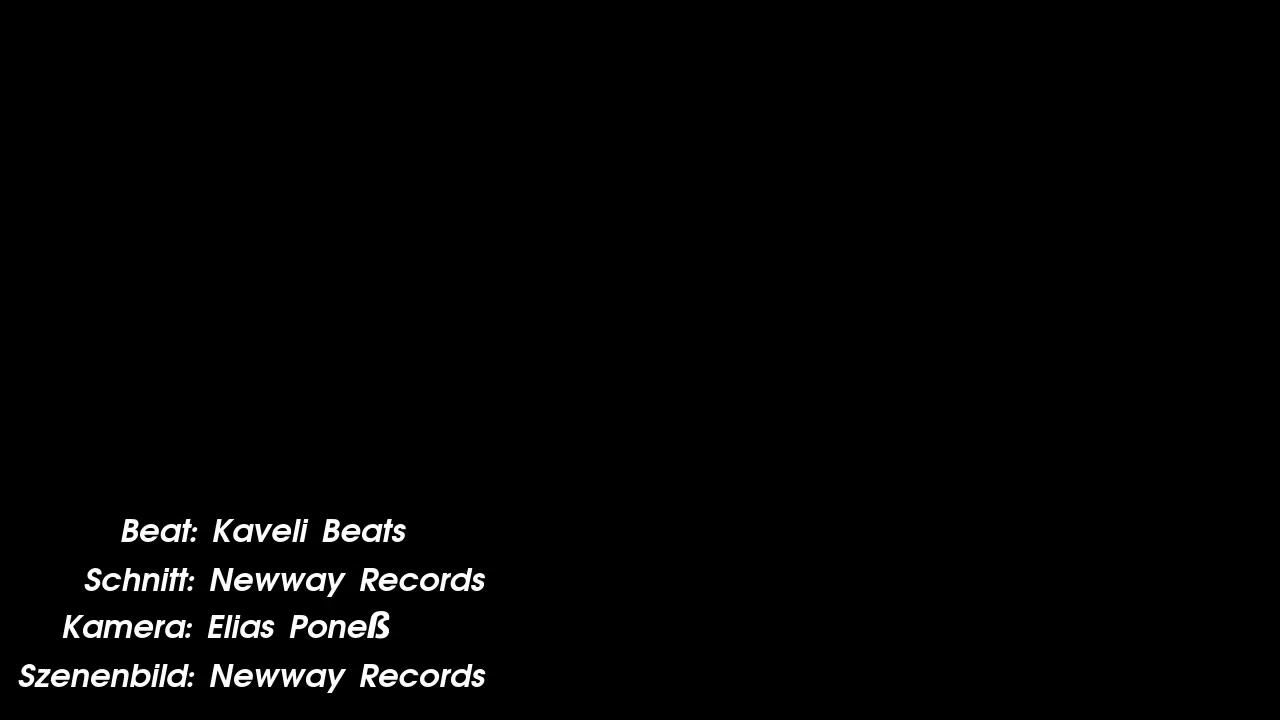 Beat: Kaveli Beats
Schnitt: Newway Records
Kamera: Elias Poneß
Szenenbild: Newway Records